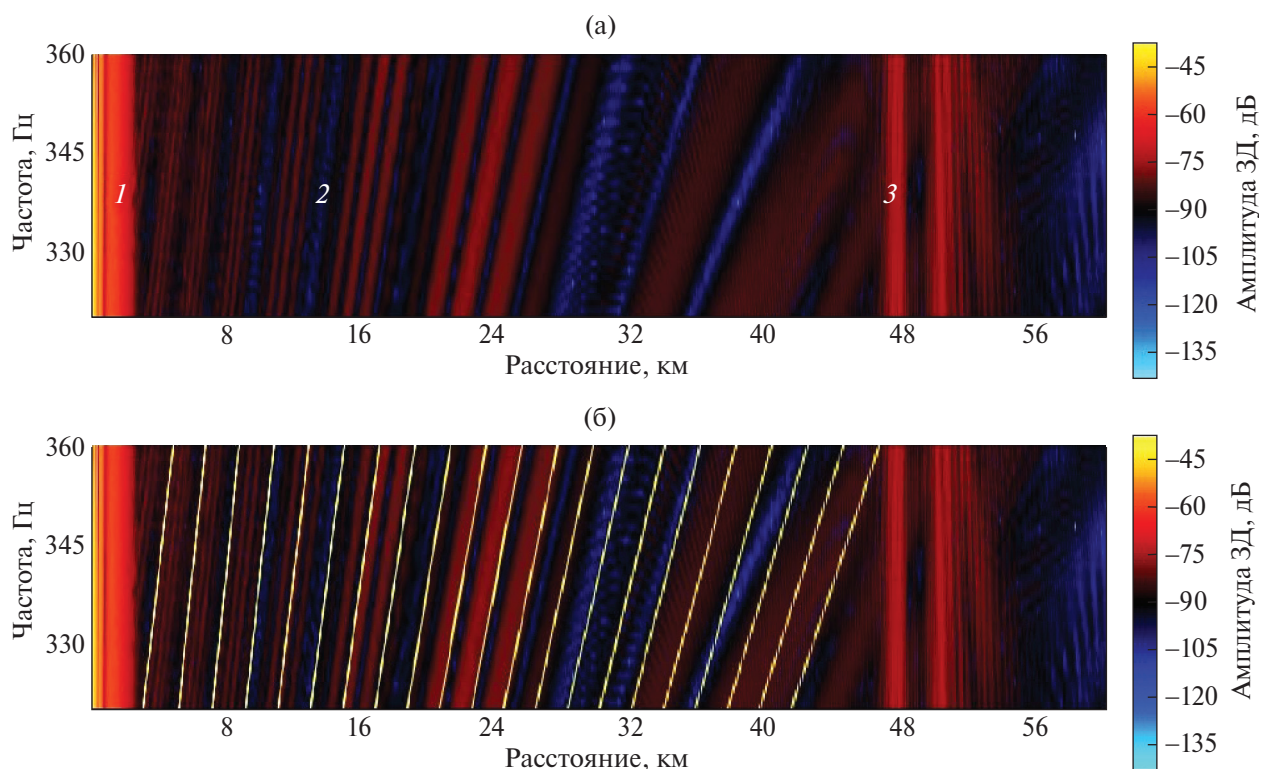 (а)
360
345
330
Частота, Гц
1
2
3
8 16 24 32 40 48 56
Расстояние, км
–45
–60
–75
–90
–105
–120
–135
Амплитуда ЗД, дБ
(б)
360
345
330
Частота, Гц
8 16 24 32 40 48 56
Расстояние, км
–45
–60
–75
–90
–105
–120
–135
Амплитуда ЗД, дБ